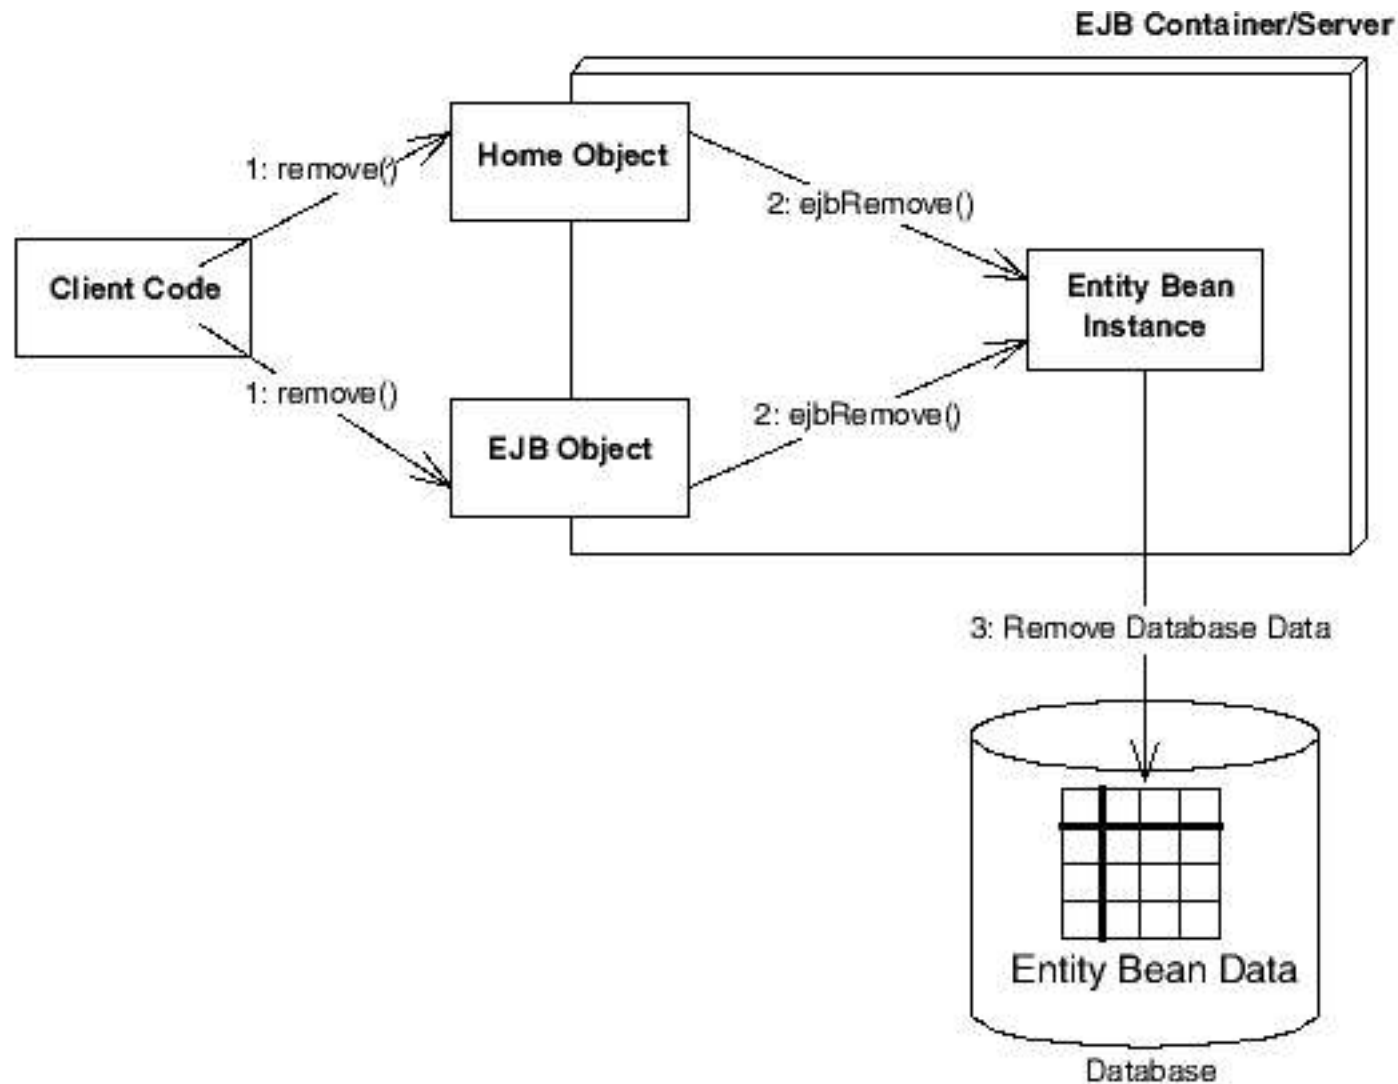 EJB Container/Server
Home Object
1: remove()
2: ejbRemove()
Client Code
Entity Bean
Instance
1: remove()
2: ejbRemove()
EJB Object
3: Remove Database Data
Entity Bean Data
Database